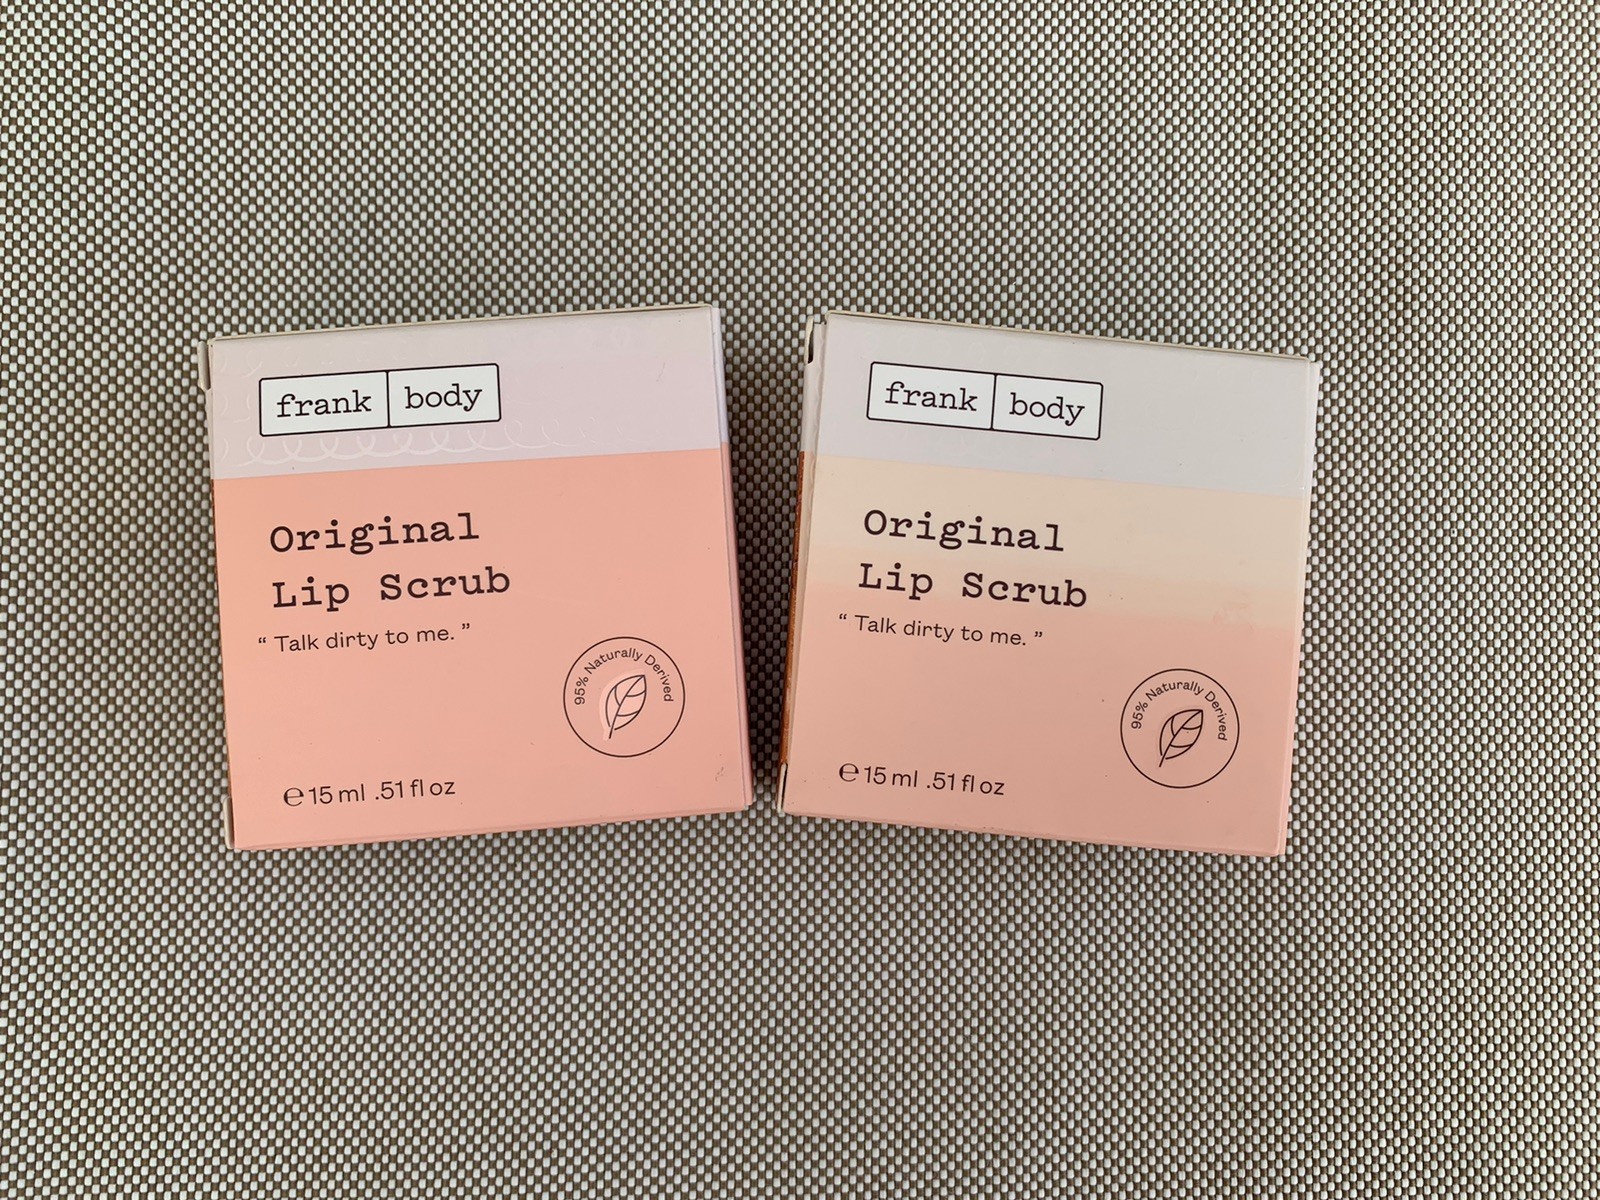 frank body
Original
Lip Scrub
“ Talk dirty to me. ”
95% Naturally Derived
℮ 15 ml .51 fl oz
frank body
Original
Lip Scrub
“ Talk dirty to me. ”
95% Naturally Derived
℮ 15 ml .51 fl oz